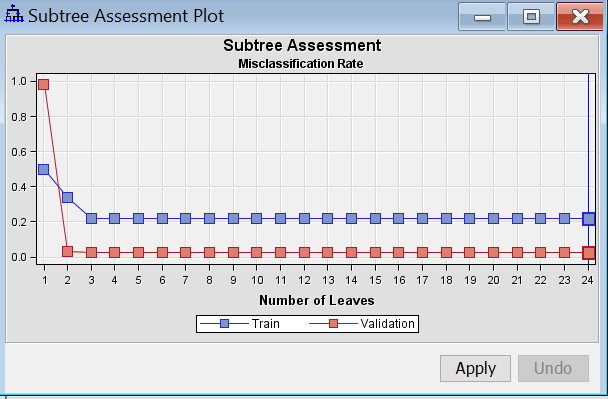 Subtree Assessment Plot
Subtree Assessment
Misclassification Rate
1.0
0.8
0.6
0.4
0.2
0.0
1 2 3 4 5 6 7 8 9 10 11 12 13 14 15 16 17 18 19 20 21 22 23 24
Number of Leaves
Train Validation
Apply Undo